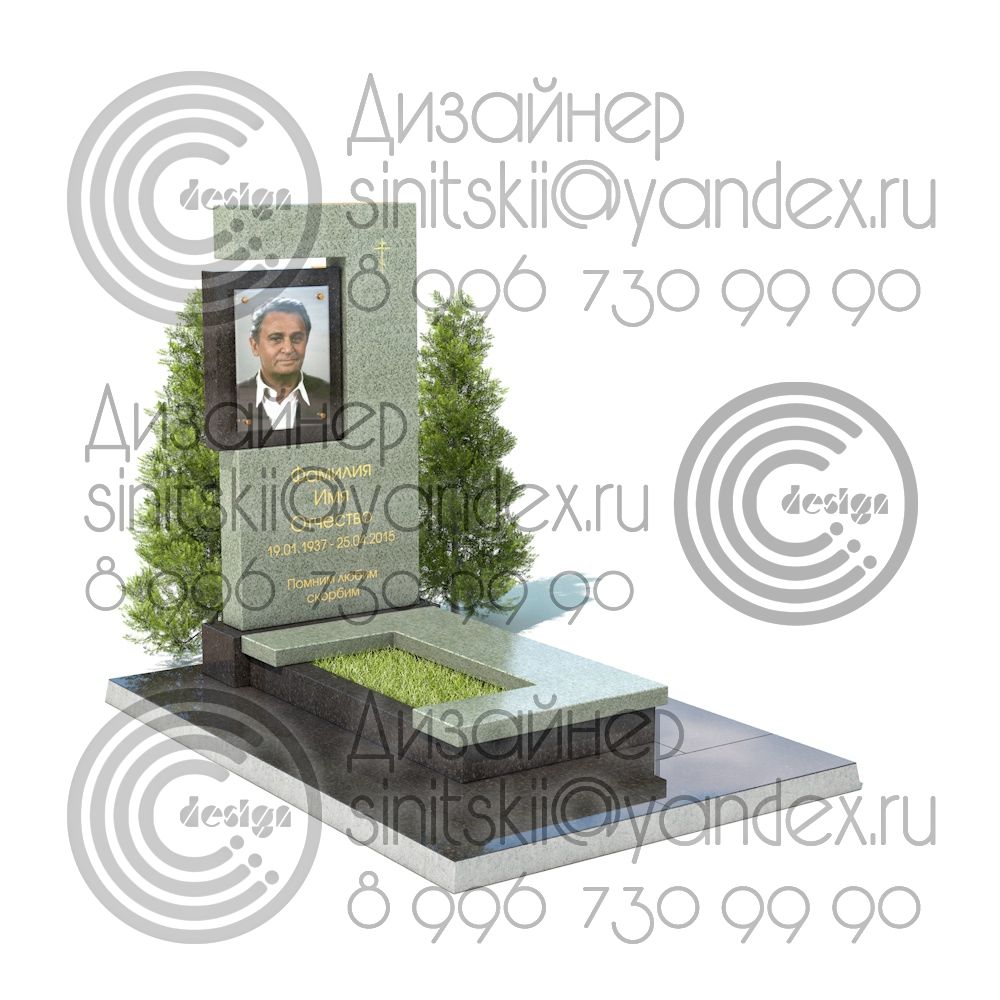 design
Дизайнер
sinitskii@yandex.ru
8 996 730 99 90
Дизайнер
sinitskii@yandex.ru
8 996 730 99 90
design
Фамилия
Имя
Отчество
19.01.1937 - 25.04.2015
Помним любим
скорбим
design
Дизайнер
sinitskii@yandex.ru
8 996 730 99 90